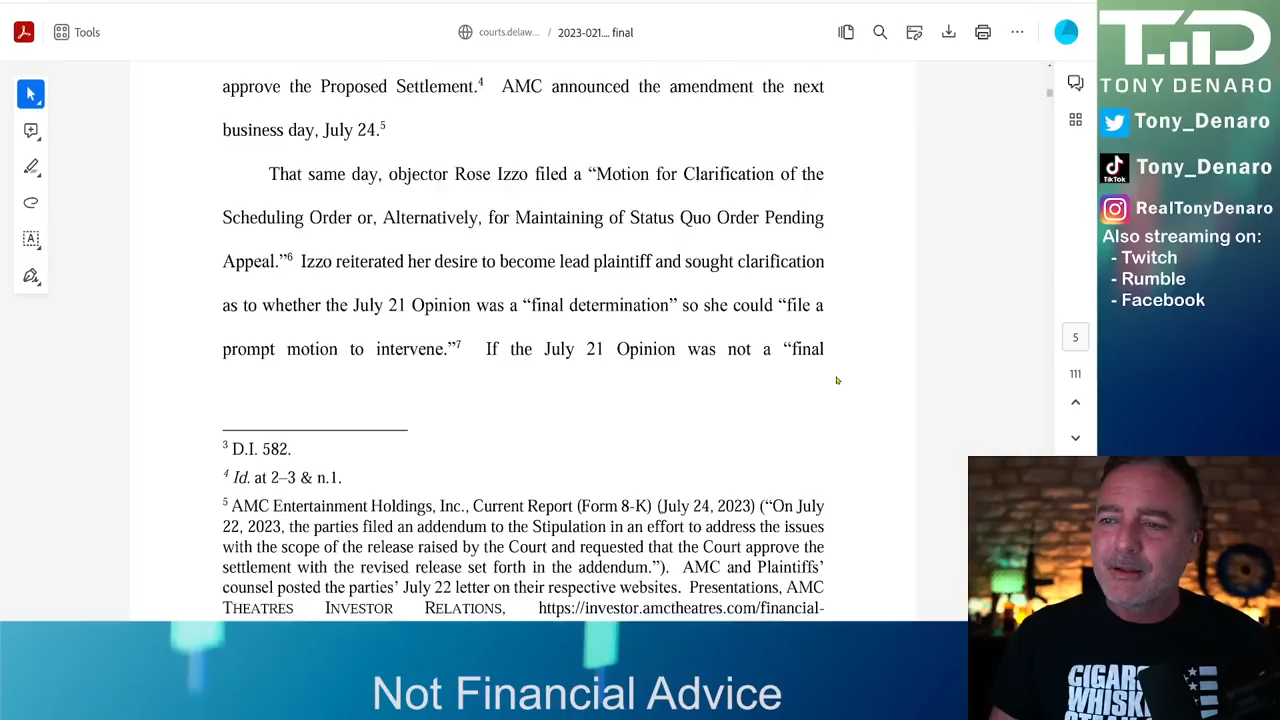 Tools
courts.delaw... / 2023-021.... final
approve the Proposed Settlement.4 AMC announced the amendment the next
business day, July 24.5
That same day, objector Rose Izzo filed a “Motion for Clarification of the
Scheduling Order or, Alternatively, for Maintaining of Status Quo Order Pending
Appeal.”6 Izzo reiterated her desire to become lead plaintiff and sought clarification
as to whether the July 21 Opinion was a “final determination” so she could “file a
prompt motion to intervene.”7 If the July 21 Opinion was not a “final
3 D.I. 582.
4 Id. at 2–3 & n.1.
5 AMC Entertainment Holdings, Inc., Current Report (Form 8-K) (July 24, 2023) (“On July
22, 2023, the parties filed an addendum to the Stipulation in an effort to address the issues
with the scope of the release raised by the Court and requested that the Court approve the
settlement with the revised release set forth in the addendum.”). AMC and Plaintiffs’
counsel posted the parties’ July 22 letter on their respective websites. Presentations, AMC
THEATRES INVESTOR RELATIONS, https://investor.amctheatres.com/financial-
5
111
TD
TONY DENARO
Tony_Denaro
TikTok
Tony_Denaro
RealTonyDenaro
Also streaming on:
- Twitch
- Rumble
- Facebook
Not Financial Advice